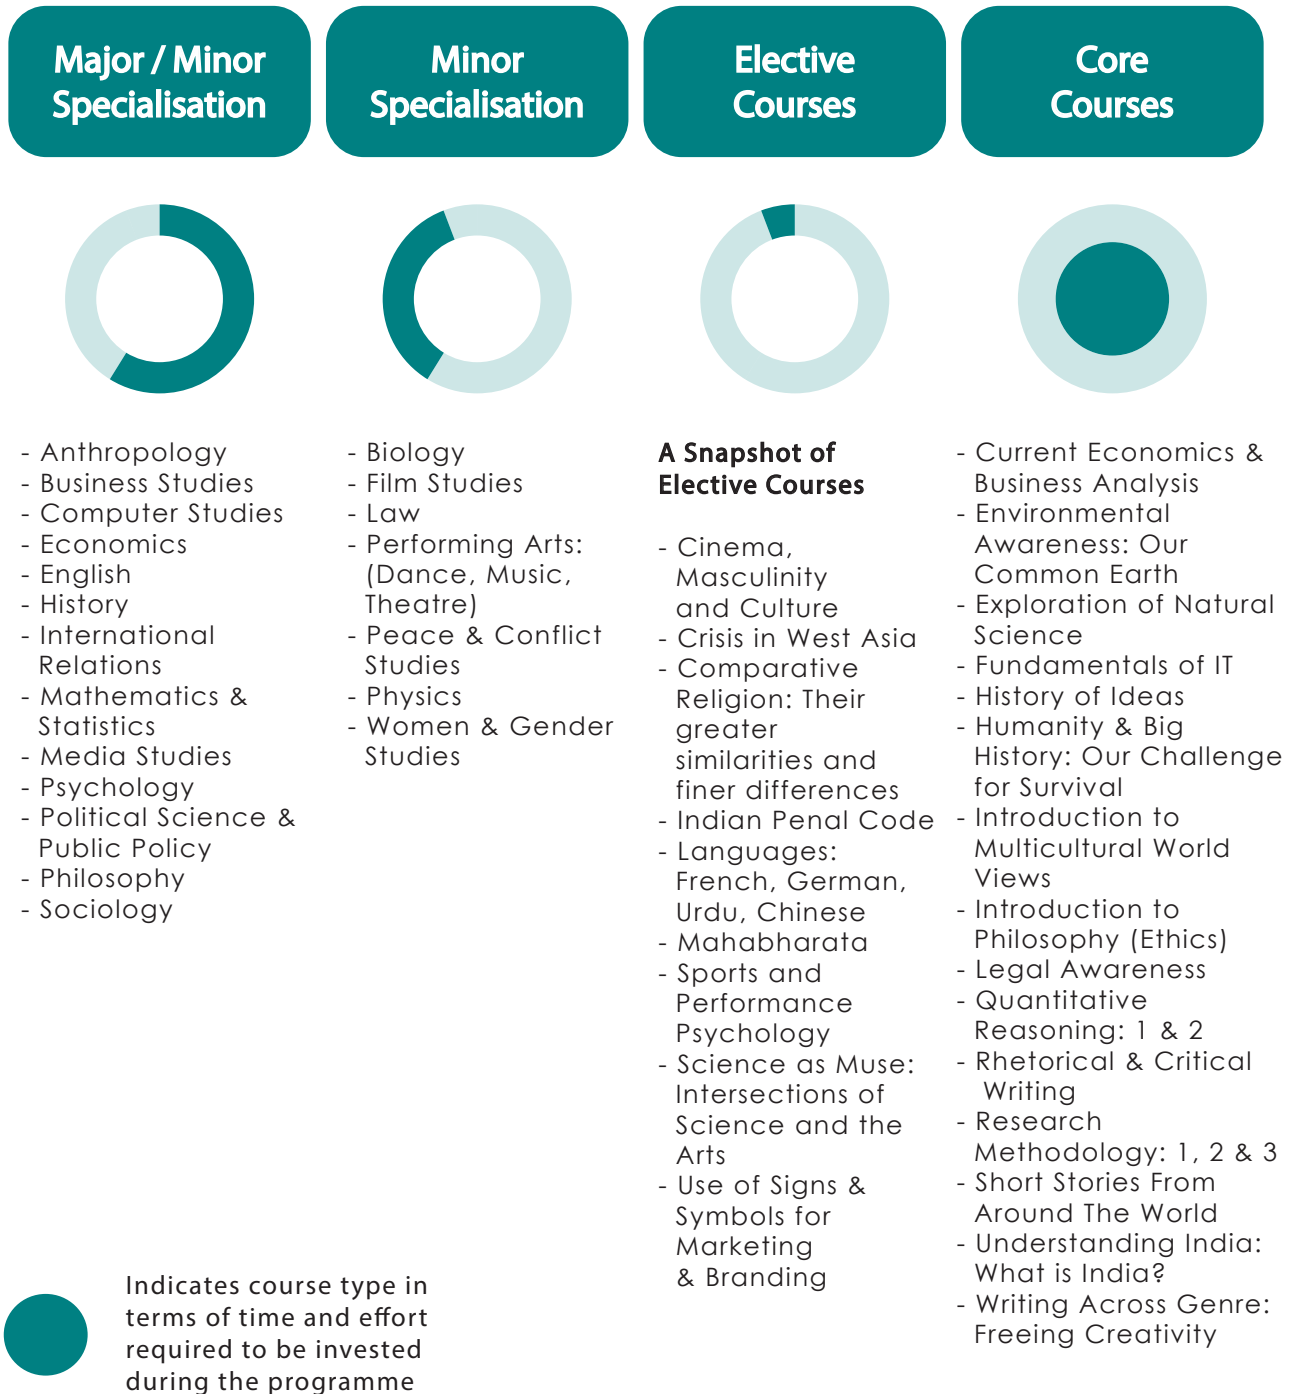 Major / Minor
Specialisation
Minor
Specialisation
Elective
Courses
Core
Courses
- Anthropology
- Business Studies
- Computer Studies
- Economics
- English
- History
- International
Relations
- Mathematics &
Statistics
- Media Studies
- Psychology
- Political Science &
Public Policy
- Philosophy
- Sociology
- Biology
- Film Studies
- Law
- Performing Arts:
(Dance, Music,
Theatre)
- Peace & Conflict
Studies
- Physics
- Women & Gender
Studies
A Snapshot of
Elective Courses
- Cinema,
Masculinity
and Culture
- Crisis in West Asia
- Comparative
Religion: Their
greater
similarities and
finer differences
- Indian Penal Code
- Languages:
French, German,
Urdu, Chinese
- Mahabharata
- Sports and
Performance
Psychology
- Science as Muse:
Intersections of
Science and the
Arts
- Use of Signs &
Symbols for
Marketing
& Branding
- Current Economics &
Business Analysis
- Environmental
Awareness: Our
Common Earth
- Exploration of Natural
Science
- Fundamentals of IT
- History of Ideas
- Humanity & Big
History: Our Challenge
for Survival
- Introduction to
Multicultural World
Views
- Introduction to
Philosophy (Ethics)
- Legal Awareness
- Quantitative
Reasoning: 1 & 2
- Rhetorical & Critical
Writing
- Research
Methodology: 1, 2 & 3
- Short Stories From
Around The World
- Understanding India:
What is India?
- Writing Across Genre:
Freeing Creativity
Indicates course type in
terms of time and effort
required to be invested
during the programme